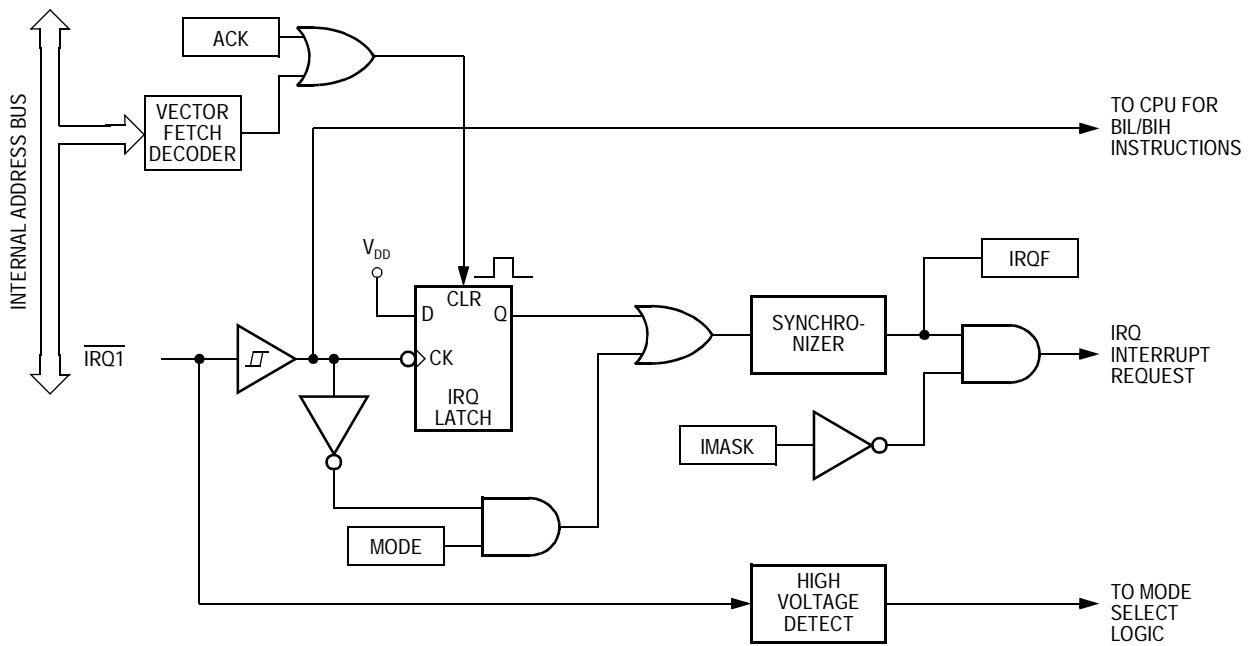 INTERNAL ADDRESS BUS
ACK
VECTOR
FETCH
DECODER
TO CPU FOR
BIL/BIH
INSTRUCTIONS
VDD
IRQF
CLR
D
Q
CK
IRQ
LATCH
SYNCHRO-
NIZER
IRQ1
IRQ
INTERRUPT
REQUEST
IMASK
MODE
HIGH
VOLTAGE
DETECT
TO MODE
SELECT
LOGIC